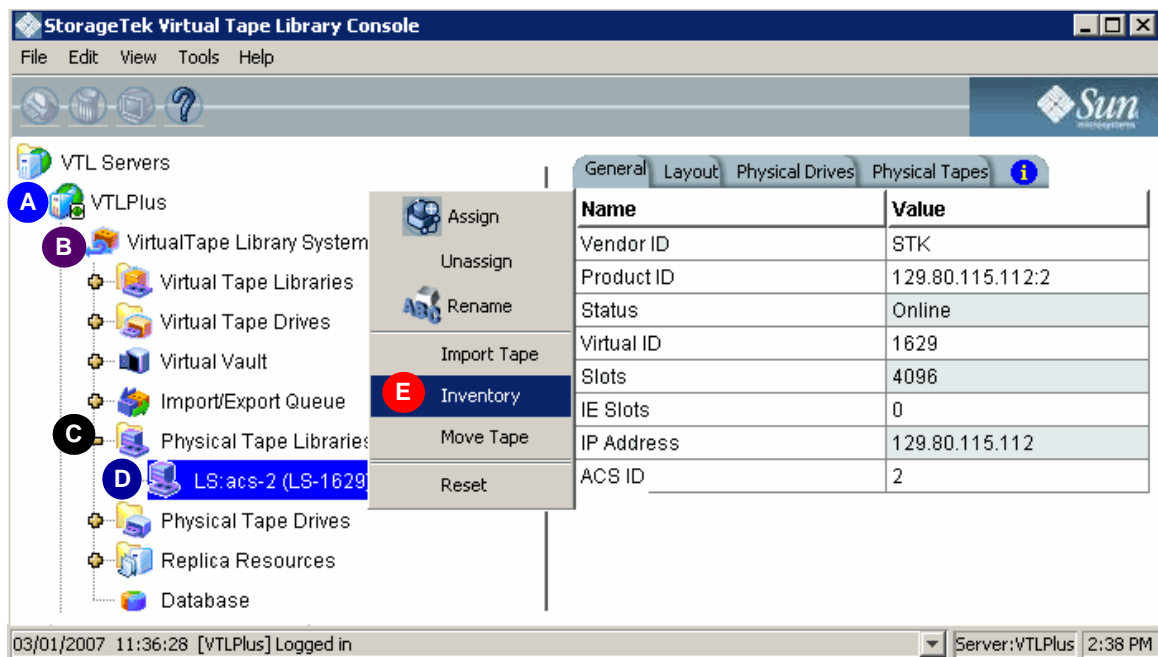 StorageTek Virtual Tape Library Console
File Edit View Tools Help
Sun
microsystems
VTL Servers
A VTLPlus
B VirtualTape Library System
Virtual Tape Libraries
Virtual Tape Drives
Virtual Vault
Import/Export Queue
C Physical Tape Libraries
D LS:acs-2 (LS-1629)
Physical Tape Drives
Replica Resources
Database
Assign
Unassign
ABC Rename
Import Tape
E Inventory
Move Tape
Reset
General Layout Physical Drives Physical Tapes i
Name Value
Vendor ID STK
Product ID 129.80.115.112:2
Status Online
Virtual ID 1629
Slots 4096
IE Slots 0
IP Address 129.80.115.112
ACS ID 2
03/01/2007 11:36:28 [VTLPlus] Logged in Server:VTLPlus 2:38 PM